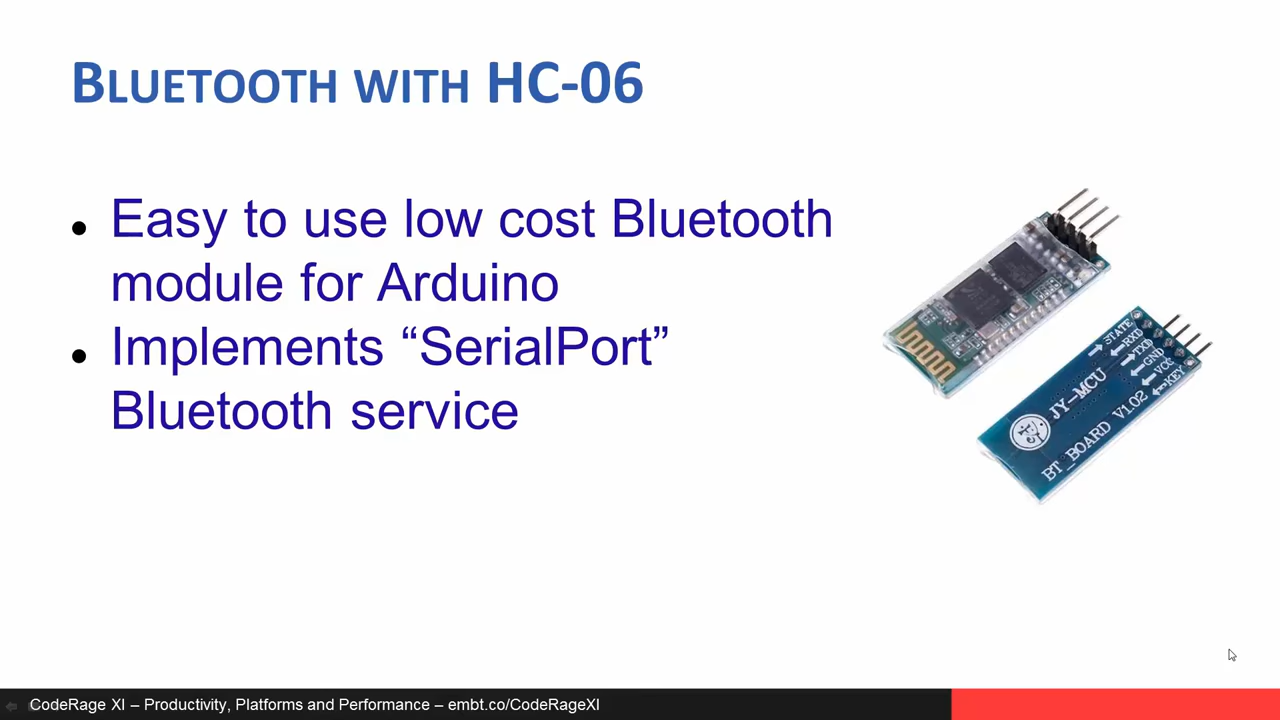 BLUETOOTH WITH HC-06
Easy to use low cost Bluetooth
module for Arduino
Implements “SerialPort”
Bluetooth service
STATE
RXD
TXD
GND
VCC
KEY
JY-MCU
BT_BOARD V1.02
CodeRage XI – Productivity, Platforms and Performance – embt.co/CodeRageXI